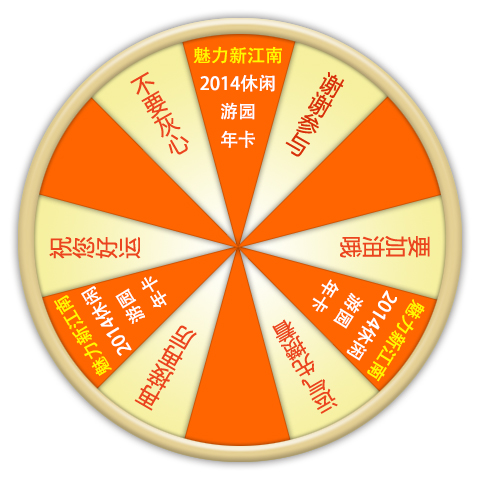 魅力新江南
2014休闲
游园
年卡
谢谢参与
要加油哦
魅力新江南
2014休闲
游园
年卡
运气先攒着
再接再厉
魅力新江南
2014休闲
游园
年卡
祝您好运
不要灰心